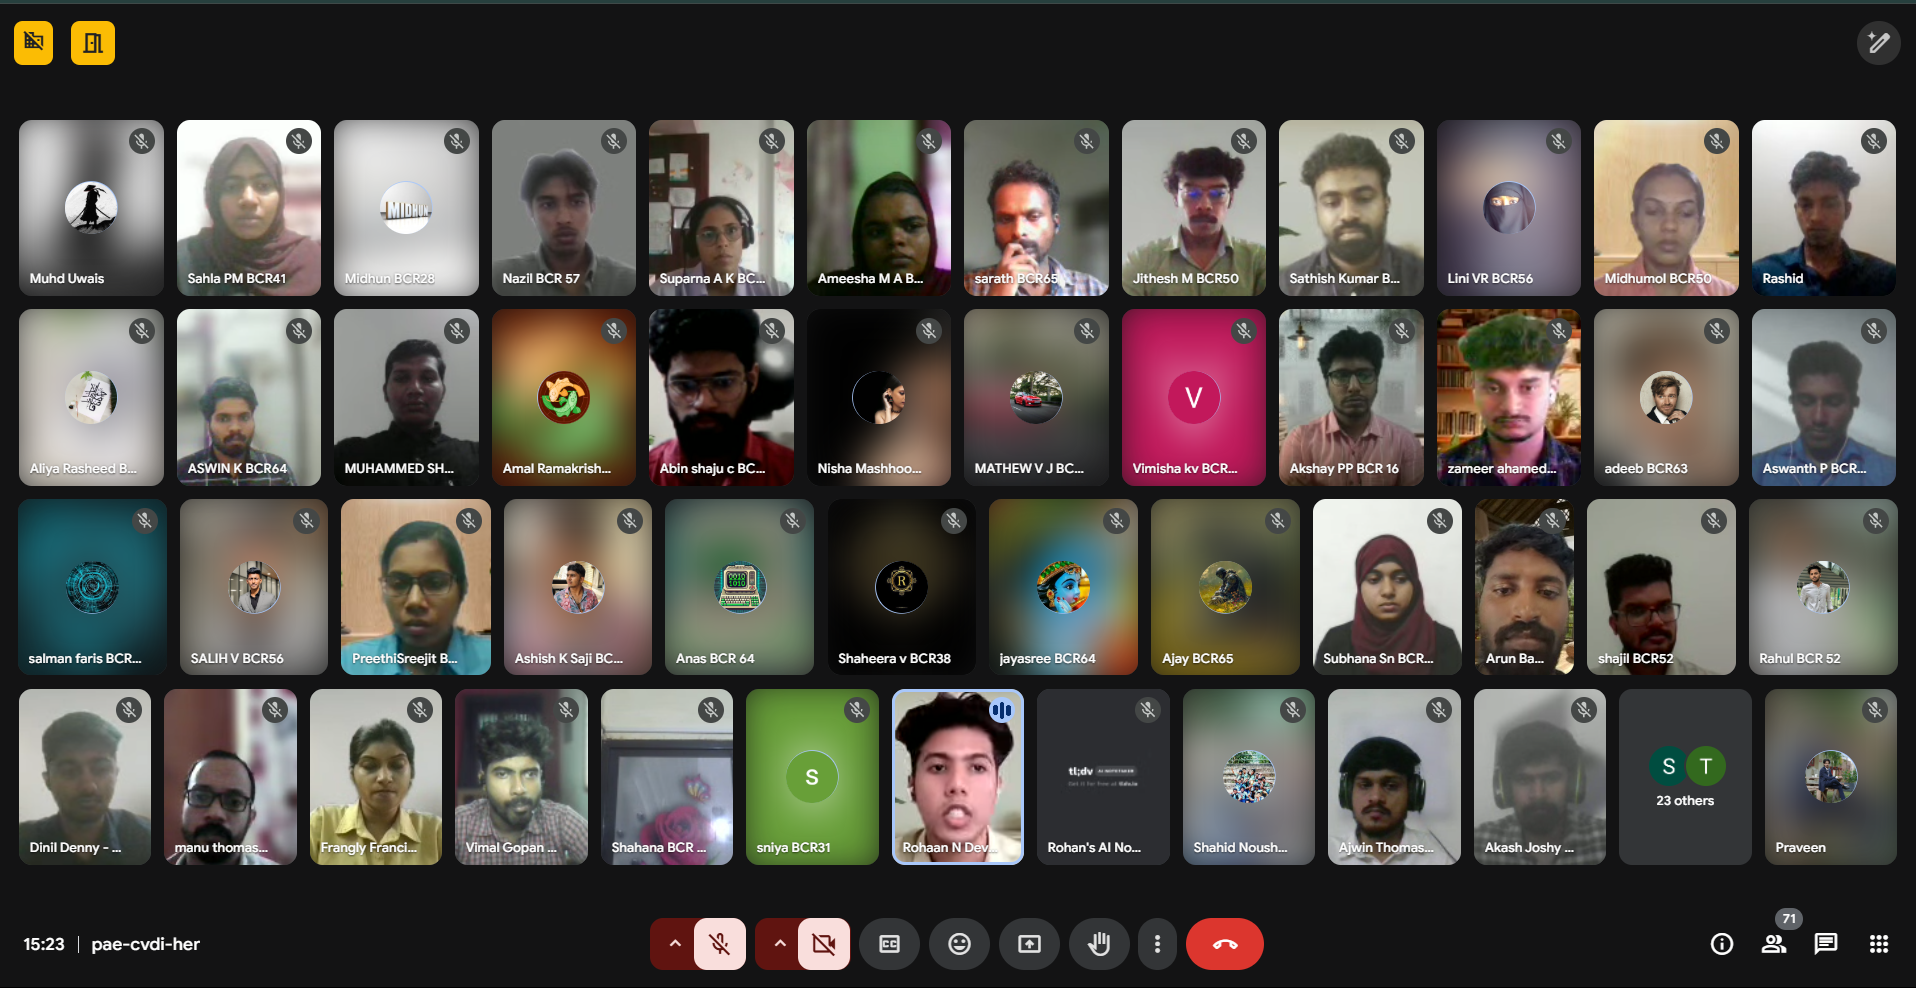 Muhd Uwais
Sahla PM BCR41
MIDHUN
Midhun BCR28
Nazil BCR 57
Suparna A K BC...
Ameesha M A B...
sarath BCR65
Jithesh M BCR50
Sathish Kumar B...
Lini VR BCR56
Midhumol BCR50
Rashid
Aliya Rasheed B...
ASWIN K BCR64
MUHAMMED SH...
Amal Ramakrish...
Abin shaju c BC...
Nisha Mashhoo...
MATHEW V J BC...
V
Vimisha kv BCR...
Akshay PP BCR 16
zameer ahamed...
adeeb BCR63
Aswanth P BCR...
salman faris BCR...
SALIH V BCR56
PreethiSreejit B...
Ashish K Saji BC...
0010
1010
Anas BCR 64
R
Shaheera v BCR38
jayasree BCR64
Ajay BCR65
Subhana Sn BCR...
Arun Ba...
shajil BCR52
Rahul BCR 52
Dinil Denny - ...
manu thomas...
Frangly Franci...
Vimal Gopan ...
Shahana BCR ...
S
sniya BCR31
Rohaan N Dev...
tl;dv AI NOTETAKER
Rohan's AI No...
Shahid Noush...
Ajwin Thomas...
Akash Joshy ...
S T
23 others
Praveen
15:23 | pae-cvdi-her
CC
71